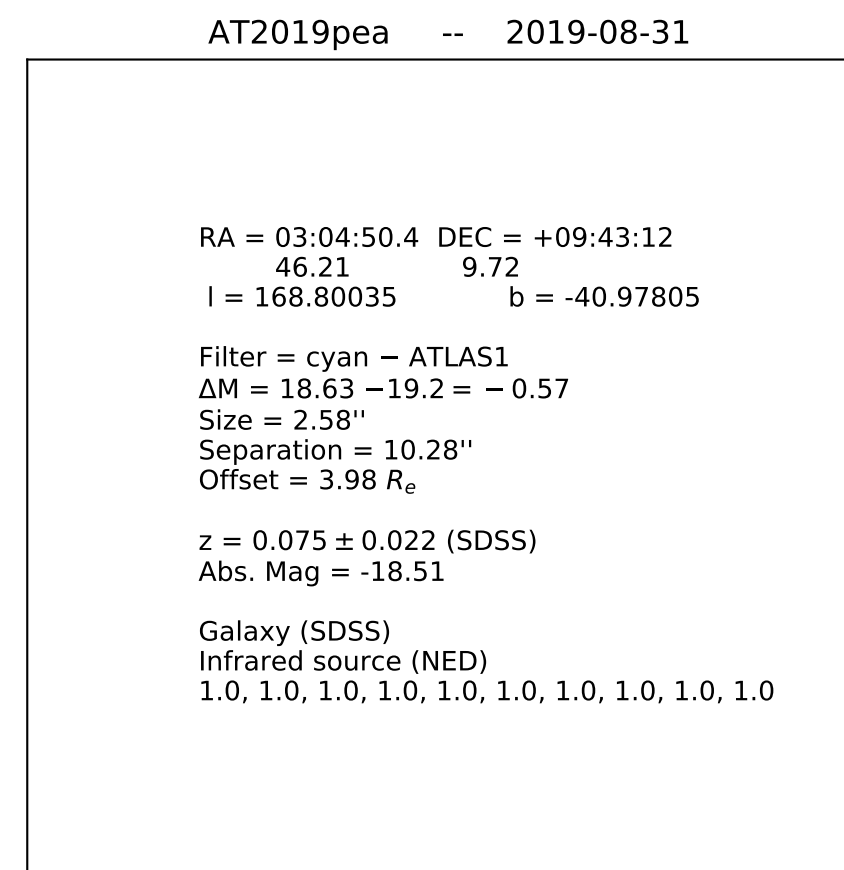 AT2019pea -- 2019-08-31
RA = 03:04:50.4 DEC = +09:43:12
46.21 9.72
l = 168.80035 b = -40.97805
Filter = cyan − ATLAS1
ΔM = 18.63 −19.2 = − 0.57
Size = 2.58''
Separation = 10.28''
Offset = 3.98 Rₑ
z = 0.075 ± 0.022 (SDSS)
Abs. Mag = -18.51
Galaxy (SDSS)
Infrared source (NED)
1.0, 1.0, 1.0, 1.0, 1.0, 1.0, 1.0, 1.0, 1.0, 1.0